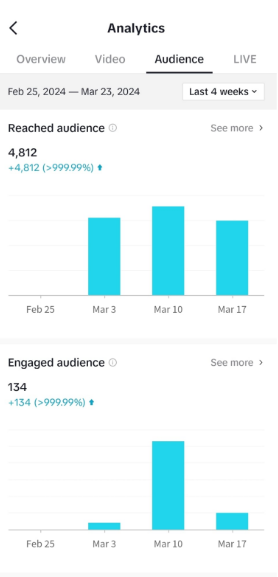 Analytics
Overview Video Audience LIVE
Feb 25, 2024 — Mar 23, 2024 Last 4 weeks
Reached audience See more
4,812
+4,812 (>999.99%)
Feb 25 Mar 3 Mar 10 Mar 17
Engaged audience See more
134
+134 (>999.99%)
Feb 25 Mar 3 Mar 10 Mar 17